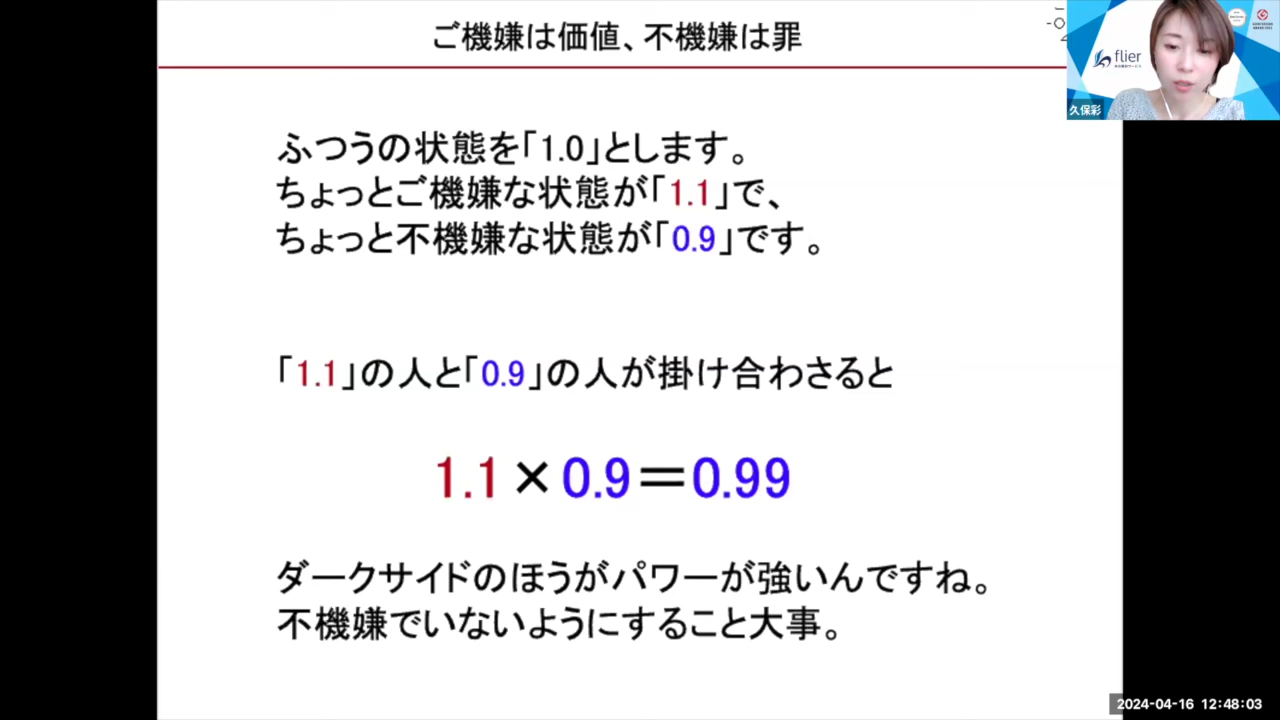 ご機嫌は価値、不機嫌は罪
flier
久保彩
ふつうの状態を「1.0」とします。
ちょっとご機嫌な状態が「1.1」で、
ちょっと不機嫌な状態が「0.9」です。
「1.1」の人と「0.9」の人が掛け合わさると
1.1×0.9＝0.99
ダークサイドのほうがパワーが強いんですね。
不機嫌でいないようにすること大事。
2024-04-16 12:48:03